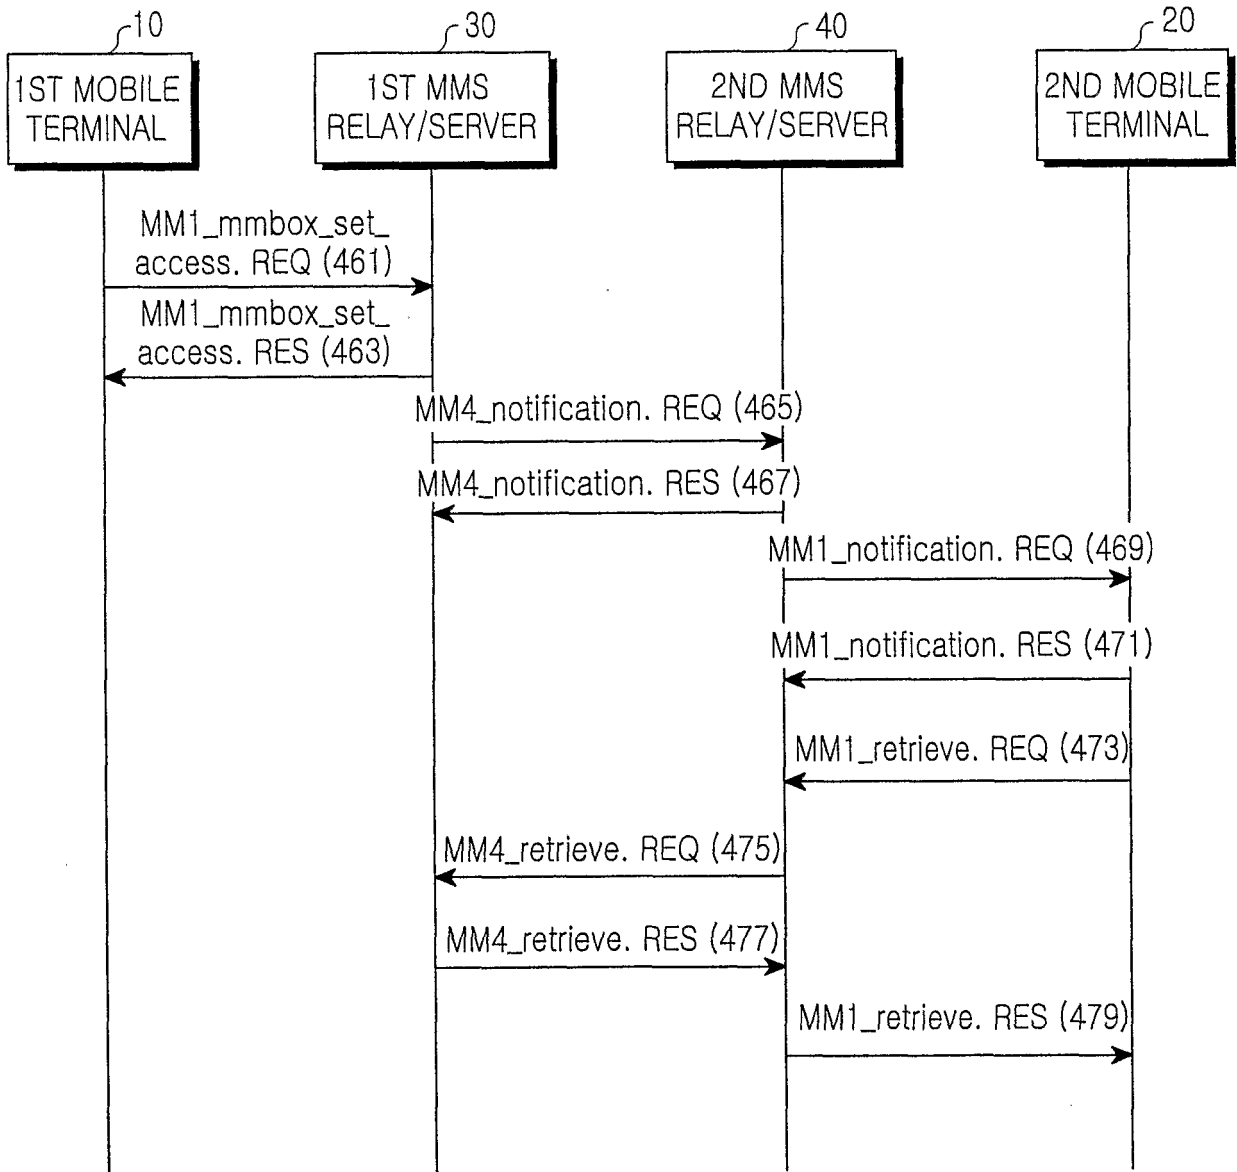 10
30
40
20
1ST MOBILE
TERMINAL
1ST MMS
RELAY/SERVER
2ND MMS
RELAY/SERVER
2ND MOBILE
TERMINAL
MM1_mmbox_set_
access. REQ (461)
MM1_mmbox_set_
access. RES (463)
MM4_notification. REQ (465)
MM4_notification. RES (467)
MM1_notification. REQ (469)
MM1_notification. RES (471)
MM1_retrieve. REQ (473)
MM4_retrieve. REQ (475)
MM4_retrieve. RES (477)
MM1_retrieve. RES (479)